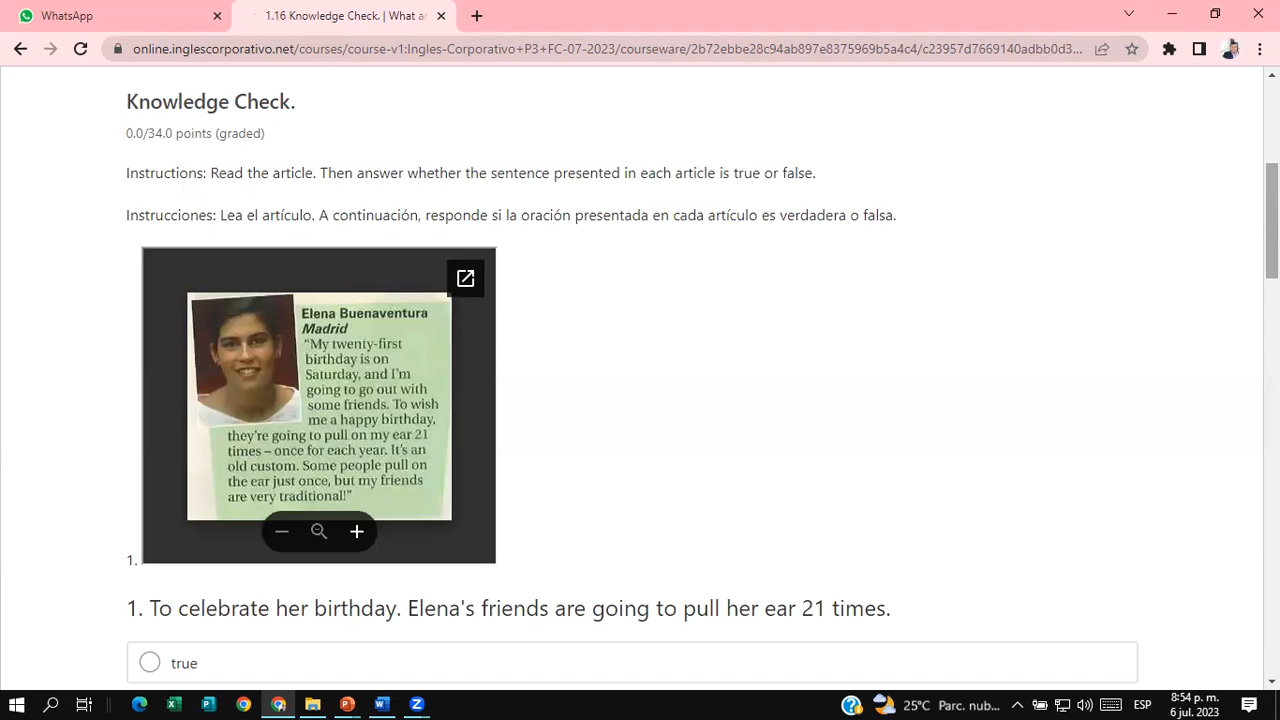 WhatsApp
1.16 Knowledge Check. | What a
online.inglescorporativo.net/courses/course-v1:Ingles-Corporativo+P3+FC-07-2023/courseware/2b72ebbe28c94ab897e8375969b5a4c4/c23957d7669140adbb0d3...
Knowledge Check.
0.0/34.0 points (graded)
Instructions: Read the article. Then answer whether the sentence presented in each article is true or false.
Instrucciones: Lea el artículo. A continuación, responde si la oración presentada en cada artículo es verdadera o falsa.
Elena Buenaventura
Madrid
"My twenty-first
birthday is on
Saturday, and I'm
going to go out with
some friends. To wish
me a happy birthday,
they're going to pull on my ear 21
times – once for each year. It's an
old custom. Some people pull on
the ear just once, but my friends
are very traditional!"
1.
1. To celebrate her birthday. Elena's friends are going to pull her ear 21 times.
true
25°C Parc. nub...
ESP
8:54 p. m.
6 jul. 2023